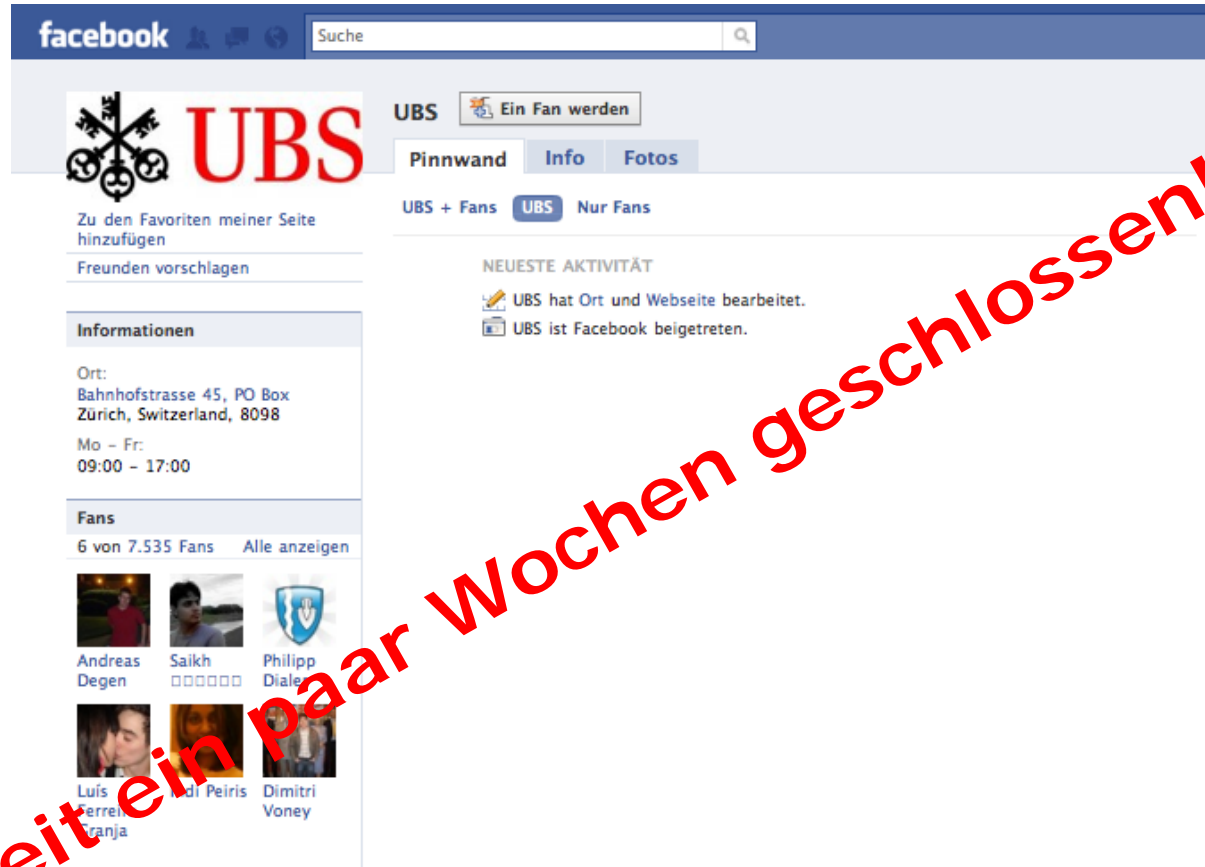 facebook
Suche
UBS
UBS Ein Fan werden
Pinnwand Info Fotos
UBS + Fans UBS Nur Fans
Zu den Favoriten meiner Seite
hinzufügen
Freunden vorschlagen
NEUESTE AKTIVITÄT
UBS hat Ort und Webseite bearbeitet.
UBS ist Facebook beigetreten.
Informationen
Ort:
Bahnhofstrasse 45, PO Box
Zürich, Switzerland, 8098
Mo – Fr:
09:00 – 17:00
Fans
6 von 7.535 Fans Alle anzeigen
Andreas
Degen
Saikh
□□□□□□
Philipp
Luís
Peiris
Dimitri
Voney
eit ein paar Wochen geschlossen!